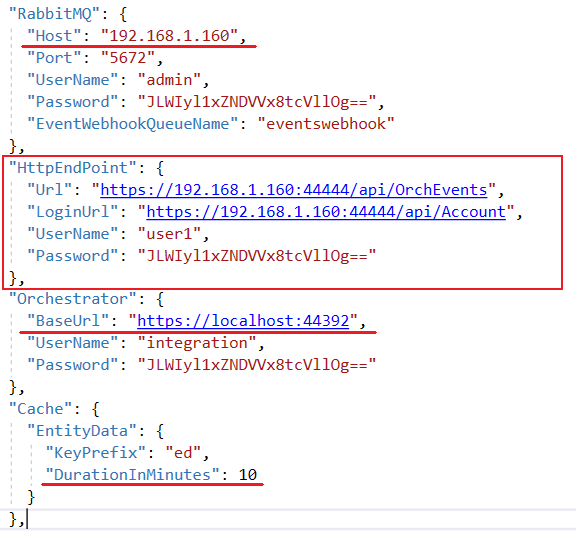 "RabbitMQ": {
"Host": "192.168.1.160",
"Port": "5672",
"UserName": "admin",
"Password": "JLWIyl1xZNDVVx8tcVllOg==",
"EventWebhookQueueName": "eventswebhook"
},
"HttpEndPoint": {
"Url": "https://192.168.1.160:44444/api/OrchEvents",
"LoginUrl": "https://192.168.1.160:44444/api/Account",
"UserName": "user1",
"Password": "JLWIyl1xZNDVVx8tcVllOg=="
},
"Orchestrator": {
"BaseUrl": "https://localhost:44392",
"UserName": "integration",
"Password": "JLWIyl1xZNDVVx8tcVllOg=="
},
"Cache": {
"EntityData": {
"KeyPrefix": "ed",
"DurationInMinutes": 10
}
},